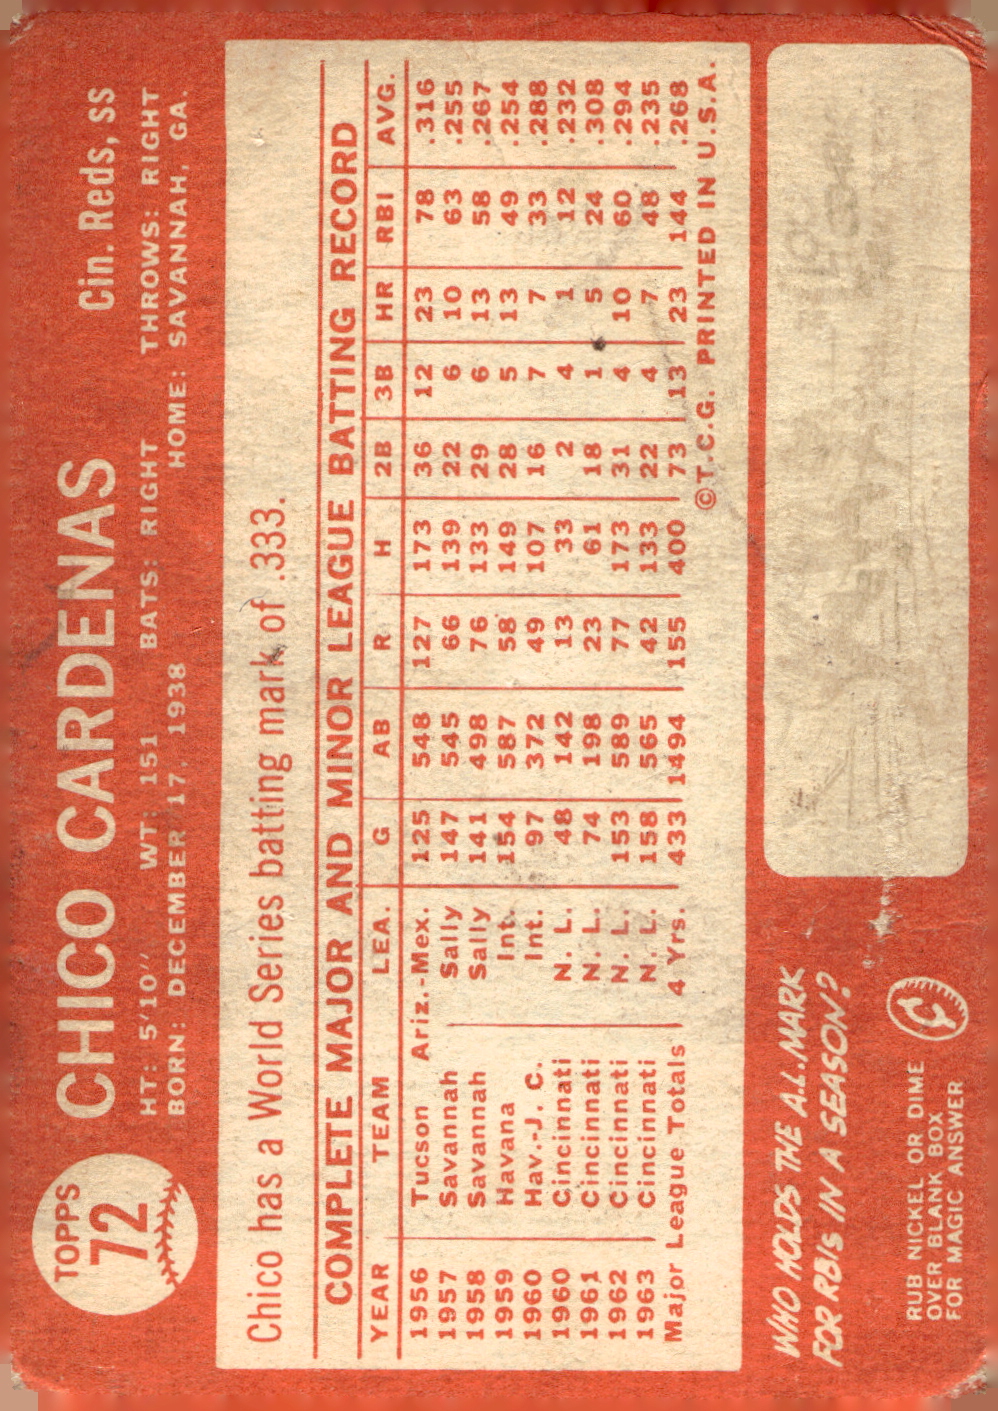 TOPPS
72
CHICO CARDENAS Cin. Reds, ss
HT: 5'10" WT: 151 BATS: RIGHT THROWS: RIGHT
BORN: DECEMBER 17, 1938 HOME: SAVANNAH, GA.
Chico has a World Series batting mark of .333.
COMPLETE MAJOR AND MINOR LEAGUE BATTING RECORD
YEAR TEAM LEA. G AB R H 2B 3B HR RBI AVG.
1956 Tucson Ariz.-Mex. 125 548 127 173 36 12 23 78 .316
1957 Savannah Sally 147 545 66 139 22 6 10 63 .255
1958 Savannah Sally 141 498 76 133 29 6 13 58 .267
1959 Havana Int. 154 587 58 149 28 5 13 49 .254
1960 Hav.-J. C. Int. 97 372 49 107 16 7 7 33 .288
1960 Cincinnati N. L. 48 142 13 33 2 4 1 12 .232
1961 Cincinnati N. L. 74 198 23 61 18 1 5 24 .308
1962 Cincinnati N. L. 153 589 77 173 31 4 10 60 .294
1963 Cincinnati N. L. 158 565 42 133 22 4 7 48 .235
Major League Totals 4 Yrs. 433 1494 155 400 73 13 23 144 .268
©T.C.G. PRINTED IN U.S.A.
WHO HOLDS THE A.L. MARK
FOR RBIs IN A SEASON?
RUB NICKEL OR DIME
OVER BLANK BOX
FOR MAGIC ANSWER
¢